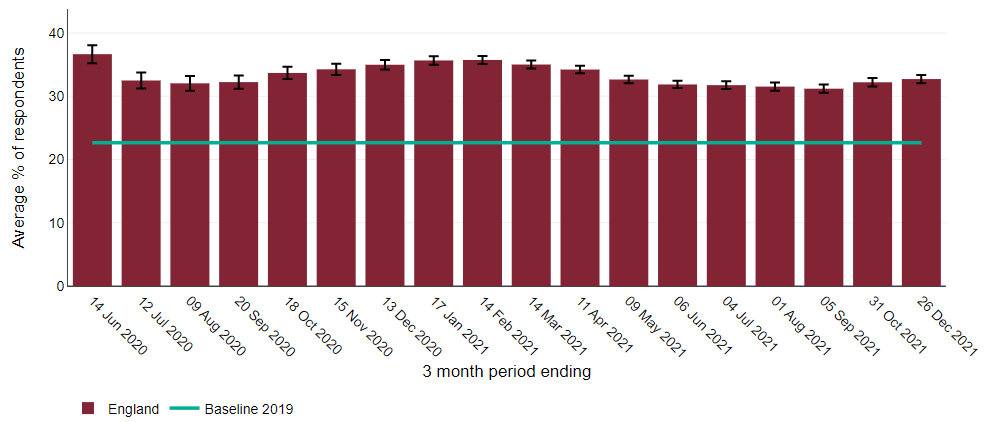 Average % of respondents
40
30
20
10
0
14 Jun 2020
12 Jul 2020
09 Aug 2020
20 Sep 2020
18 Oct 2020
15 Nov 2020
13 Dec 2020
17 Jan 2021
14 Feb 2021
14 Mar 2021
11 Apr 2021
09 May 2021
06 Jun 2021
04 Jul 2021
01 Aug 2021
05 Sep 2021
31 Oct 2021
26 Dec 2021
3 month period ending
England
Baseline 2019